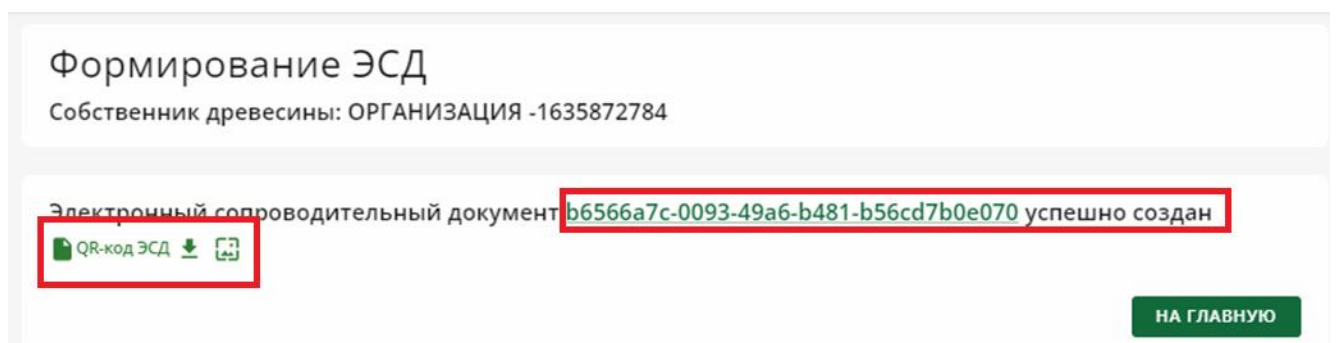 Формирование ЭСД
Собственник древесины: ОРГАНИЗАЦИЯ -1635872784
Электронный сопроводительный документ b6566a7c-0093-49a6-b481-b56cd7b0e070 успешно создан
QR-код ЭСД
НА ГЛАВНУЮ